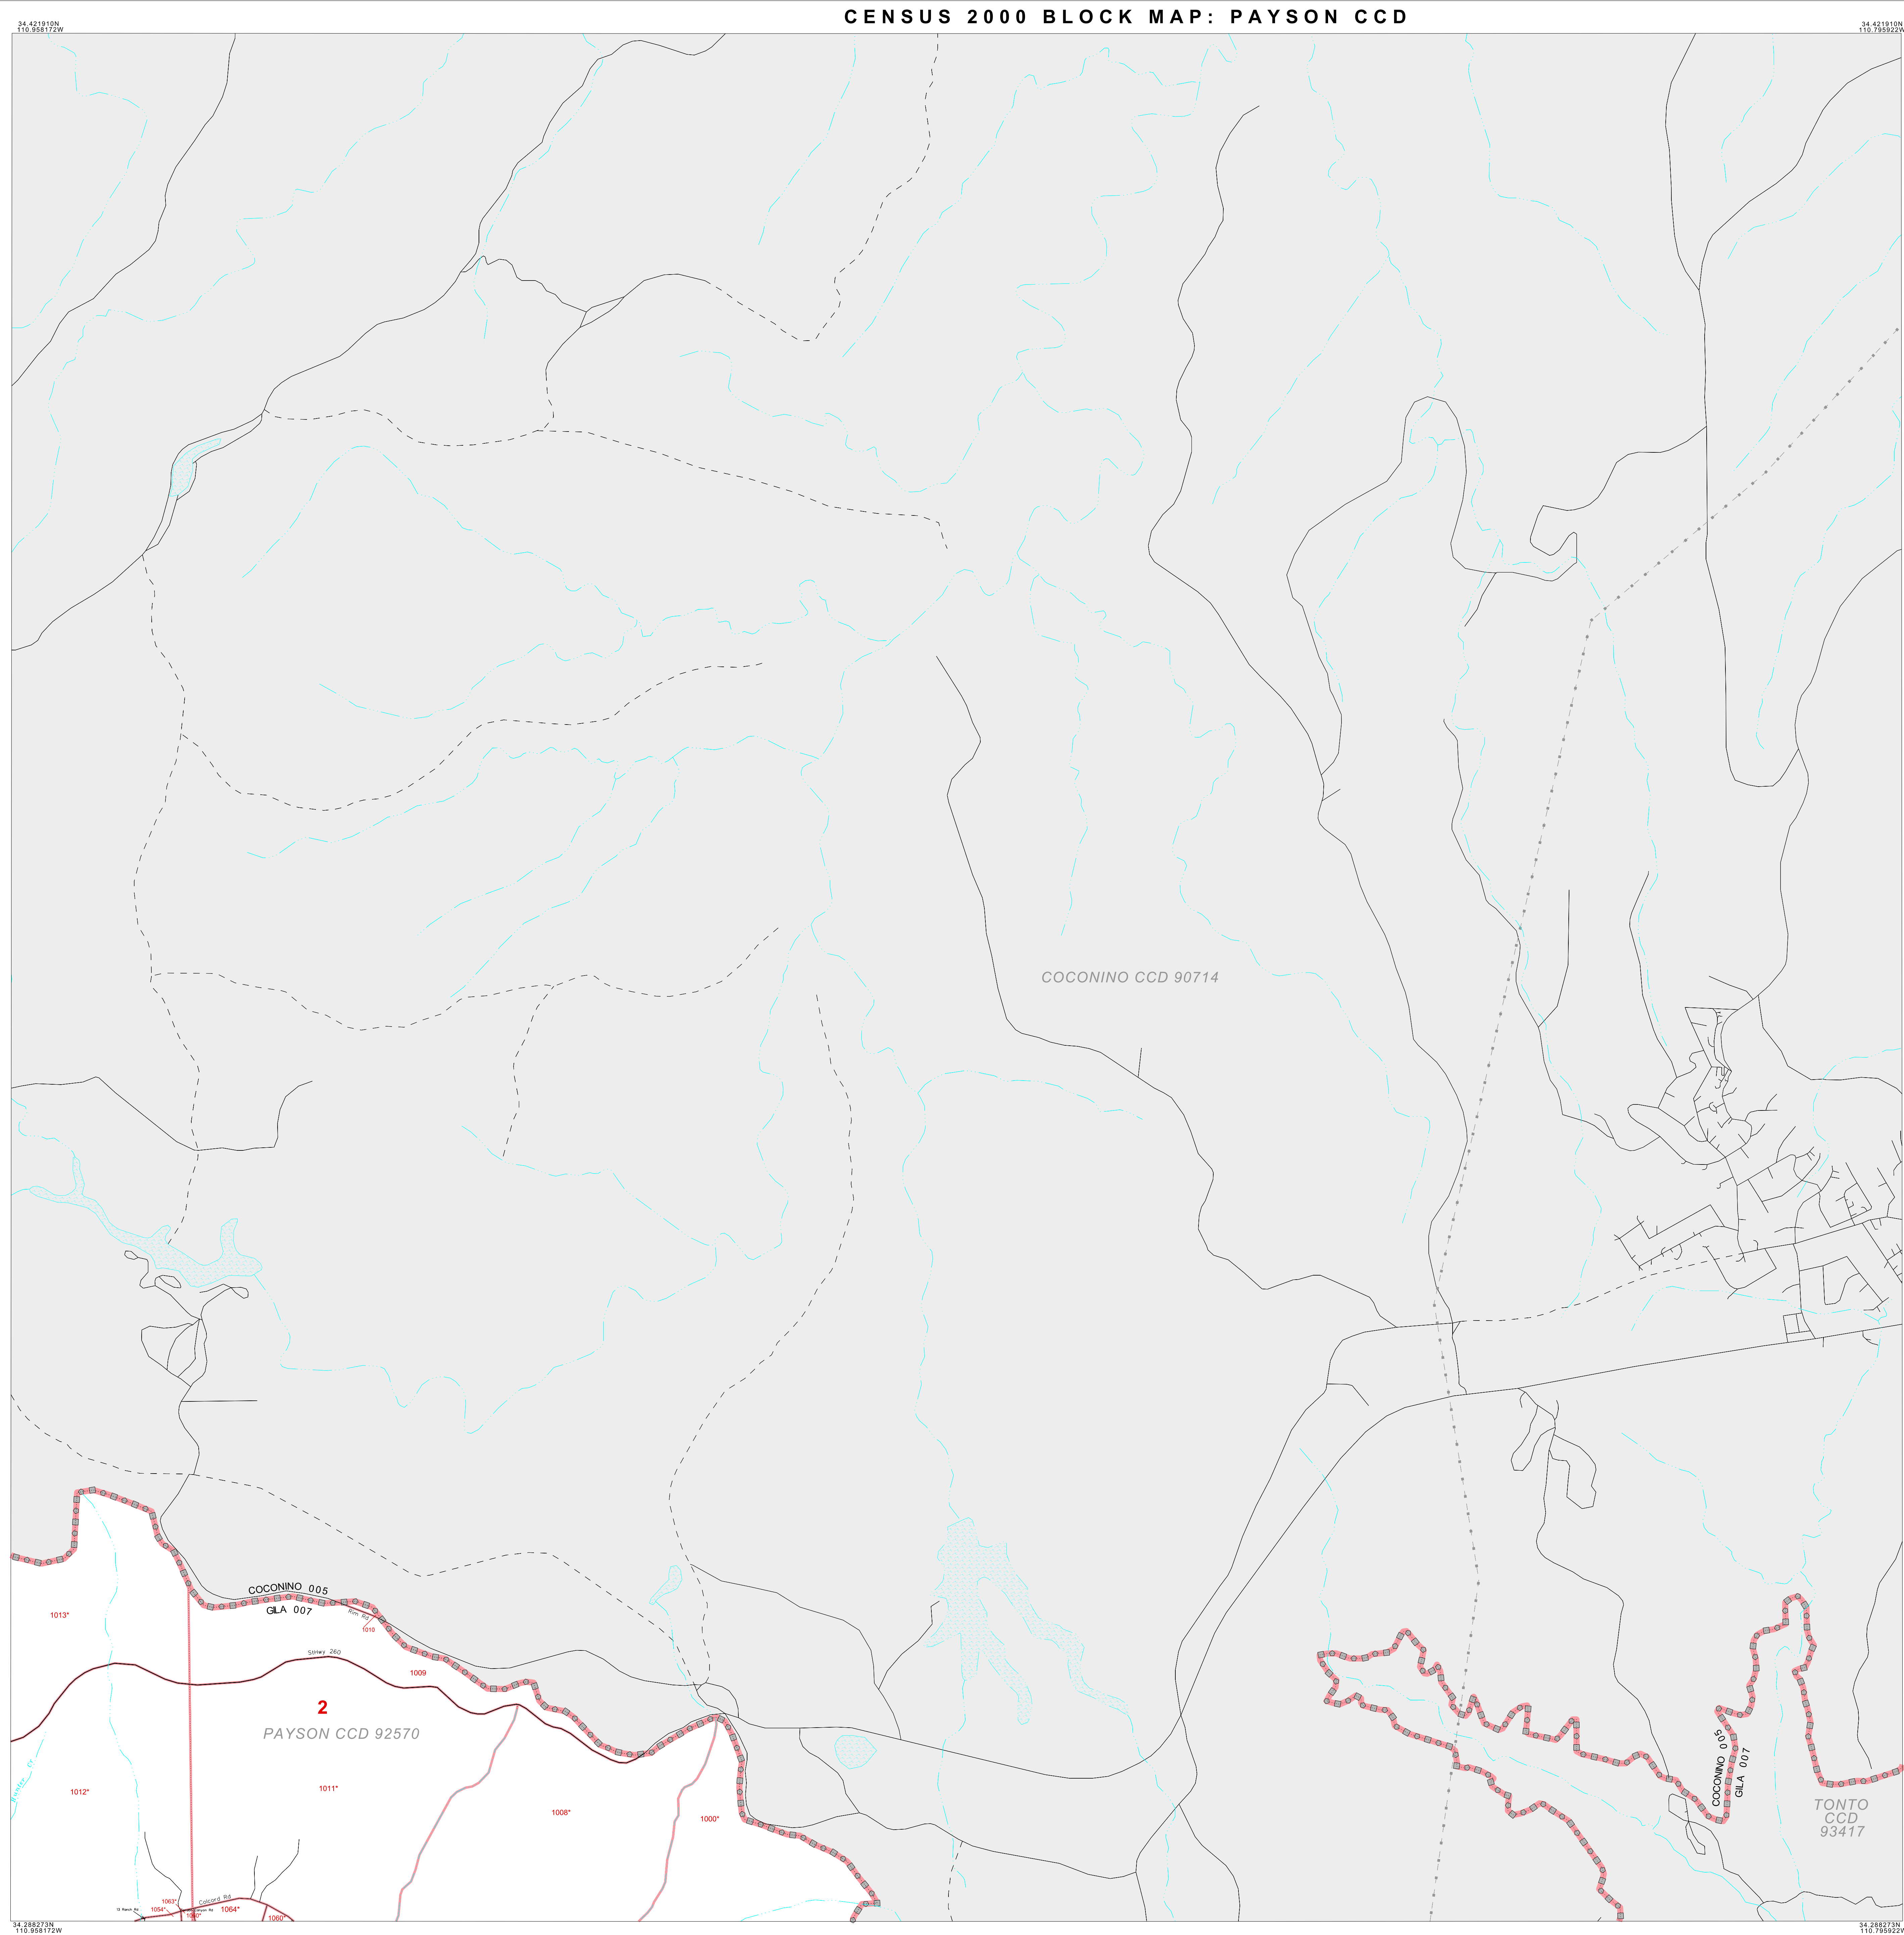 CENSUS 2000 BLOCK MAP: PAYSON CCD
34.421910N
110.958172W
34.421910N
110.795922W
COCONINO CCD 90714
COCONINO 005
GILA 007
Rim Rd
1010
1013*
StHwy 260
1009
2
PAYSON CCD 92570
1012*
1011*
1008*
1000*
COCONINO 005
GILA 007
TONTO
CCD
93417
Colcord Rd
1063*
1054*
1064*
1060*
34.288273N
110.958172W
34.288273N
110.795922W